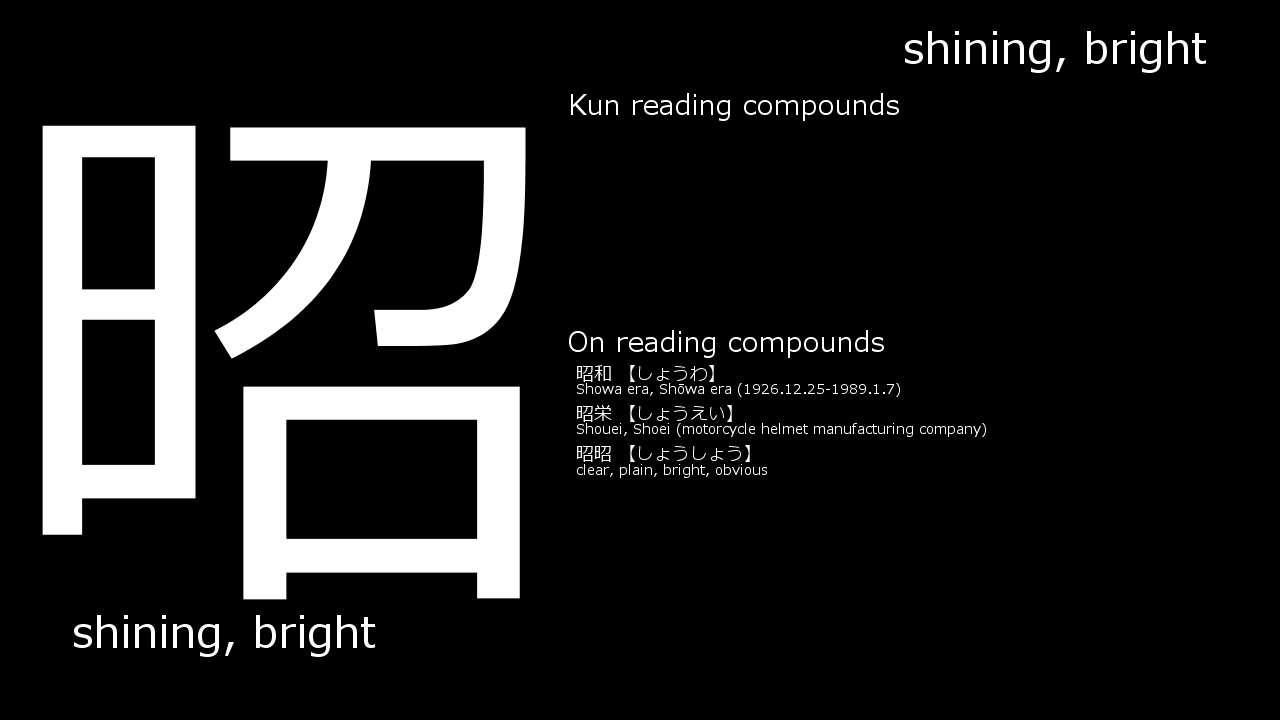 shining, bright
昭
shining, bright
Kun reading compounds
On reading compounds
昭和 【しょうわ】
Showa era, Shōwa era (1926.12.25-1989.1.7)
昭栄 【しょうえい】
Shouei, Shoei (motorcycle helmet manufacturing company)
昭昭 【しょうしょう】
clear, plain, bright, obvious